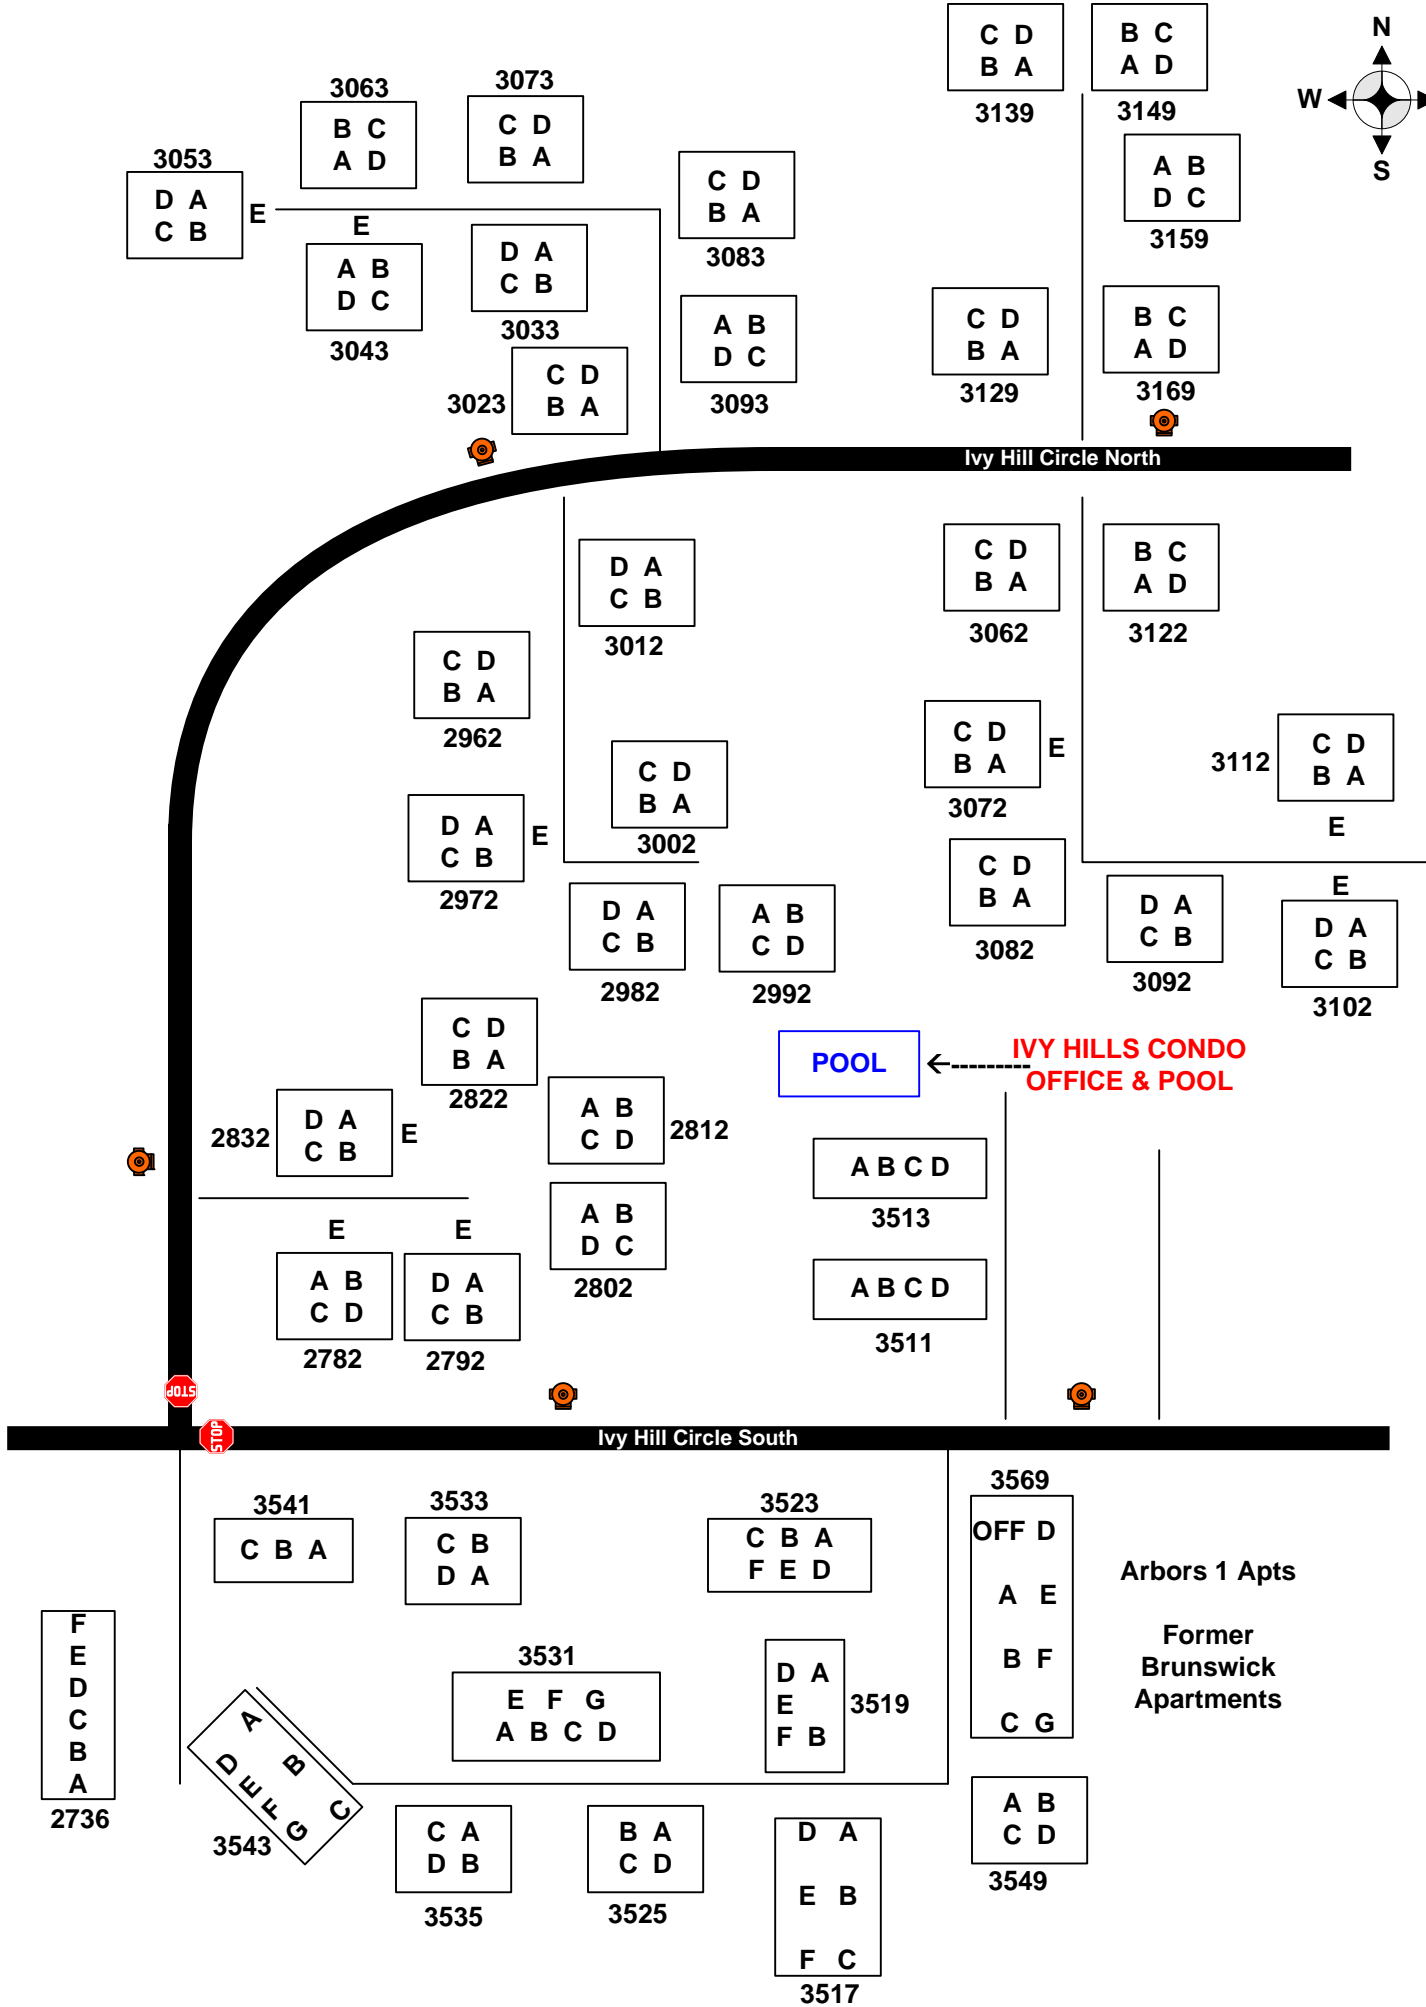 C D
B A
3139
B C
A D
3149
N
W
S
3063
B C
A D
3073
C D
B A
3053
D A
C B
E
E
A B
D C
3043
D A
C B
3033
C D
B A
3083
A B
D C
3159
C D
B A
3023
A B
D C
3093
C D
B A
3129
B C
A D
3169
Ivy Hill Circle North
D A
C B
3012
C D
B A
3062
B C
A D
3122
C D
B A
2962
C D
B A
3002
C D
B A
E
3072
3112
C D
B A
E
D A
C B
E
2972
D A
C B
2982
A B
C D
2992
C D
B A
3082
D A
C B
3092
E
D A
C B
3102
C D
B A
2822
POOL
IVY HILLS CONDO
OFFICE & POOL
2832
D A
C B
E
A B
C D
2812
A B C D
3513
E
A B
C D
2782
E
D A
C B
2792
A B
D C
2802
A B C D
3511
STOP
STOP
Ivy Hill Circle South
3541
C B A
3533
C B
D A
3523
C B A
F E D
3569
OFF D
A E
B F
C G
Arbors 1 Apts
Former
Brunswick
Apartments
F
E
D
C
B
A
2736
3531
E F G
A B C D
D A
E
F B
3519
A
B
C
D
E
F
G
3543
C A
D B
3535
B A
C D
3525
D A
E B
F C
3517
A B
C D
3549